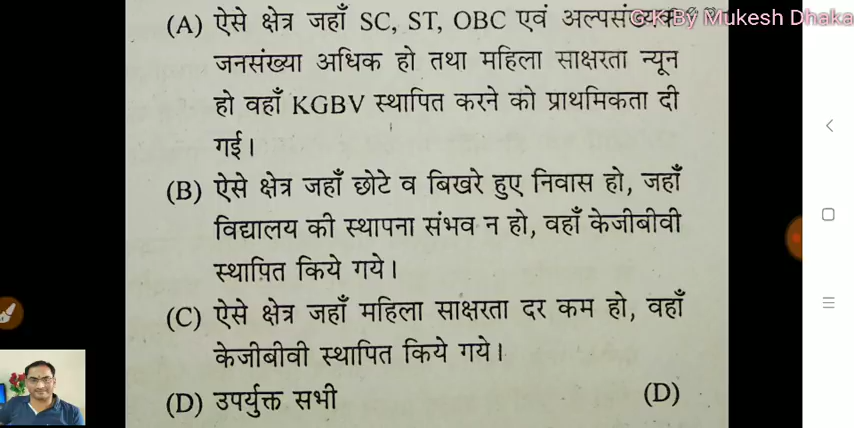 G.K By Mukesh Dhaka
(A) ऐसे क्षेत्र जहाँ SC, ST, OBC एवं अल्पसंख्यक
जनसंख्या अधिक हो तथा महिला साक्षरता न्यून
हो वहाँ KGBV स्थापित करने को प्राथमिकता दी
गई।
(B) ऐसे क्षेत्र जहाँ छोटे व बिखरे हुए निवास हो, जहाँ
विद्यालय की स्थापना संभव न हो, वहाँ केजीबीवी
स्थापित किये गये।
(C) ऐसे क्षेत्र जहाँ महिला साक्षरता दर कम हो, वहाँ
केजीबीवी स्थापित किये गये।
(D) उपर्युक्त सभी (D)